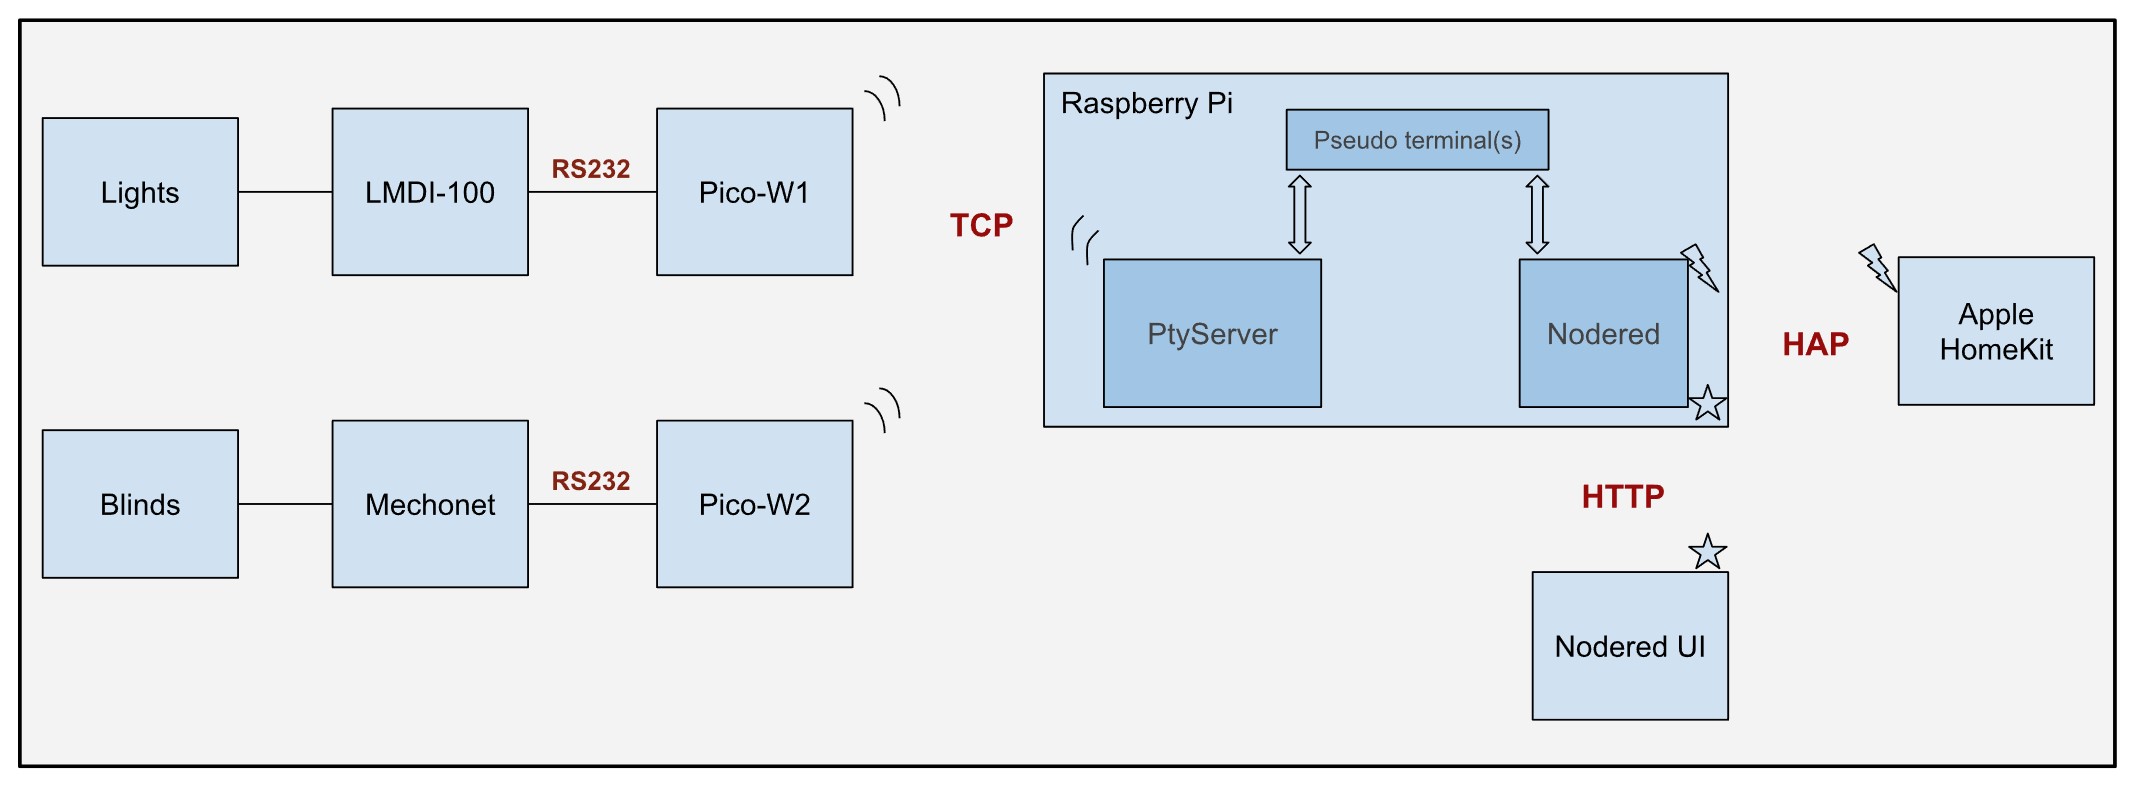 Raspberry Pi
Pseudo terminal(s)
Lights
LMDI-100
RS232
Pico-W1
TCP
PtyServer
Nodered
HAP
Apple
HomeKit
Blinds
Mechonet
RS232
Pico-W2
HTTP
Nodered UI